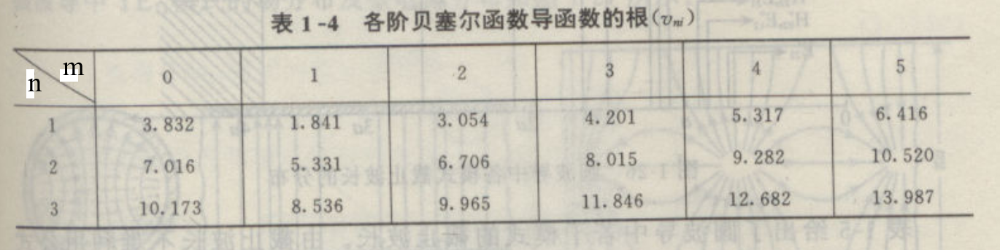 表 1-4 各阶贝塞尔函数导函数的根(vni)
m
n
0 1 2 3 4 5
1 3.832 1.841 3.054 4.201 5.317 6.416
2 7.016 5.331 6.706 8.015 9.282 10.520
3 10.173 8.536 9.965 11.846 12.682 13.987